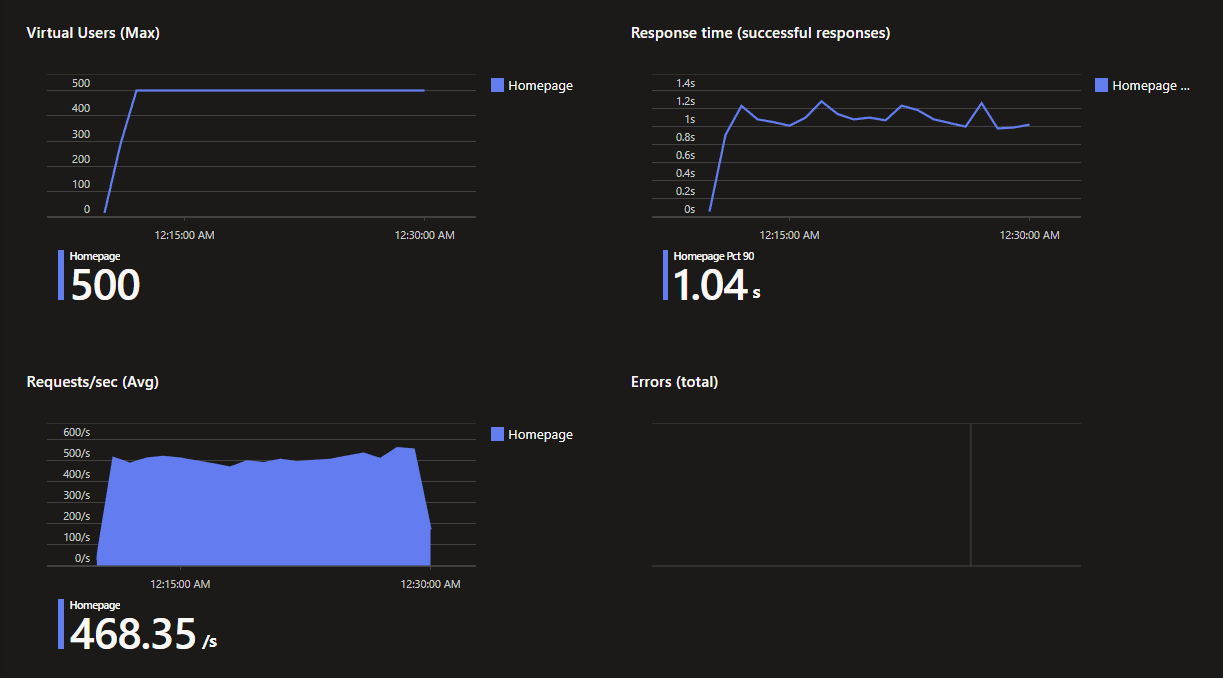 Virtual Users (Max)
500
400
300
200
100
0
12:15:00 AM
12:30:00 AM
Homepage
Homepage
500
Response time (successful responses)
1.4s
1.2s
1s
0.8s
0.6s
0.4s
0.2s
0s
12:15:00 AM
12:30:00 AM
Homepage ...
Homepage Pct 90
1.04 s
Requests/sec (Avg)
600/s
500/s
400/s
300/s
200/s
100/s
0/s
12:15:00 AM
12:30:00 AM
Homepage
Homepage
468.35 /s
Errors (total)